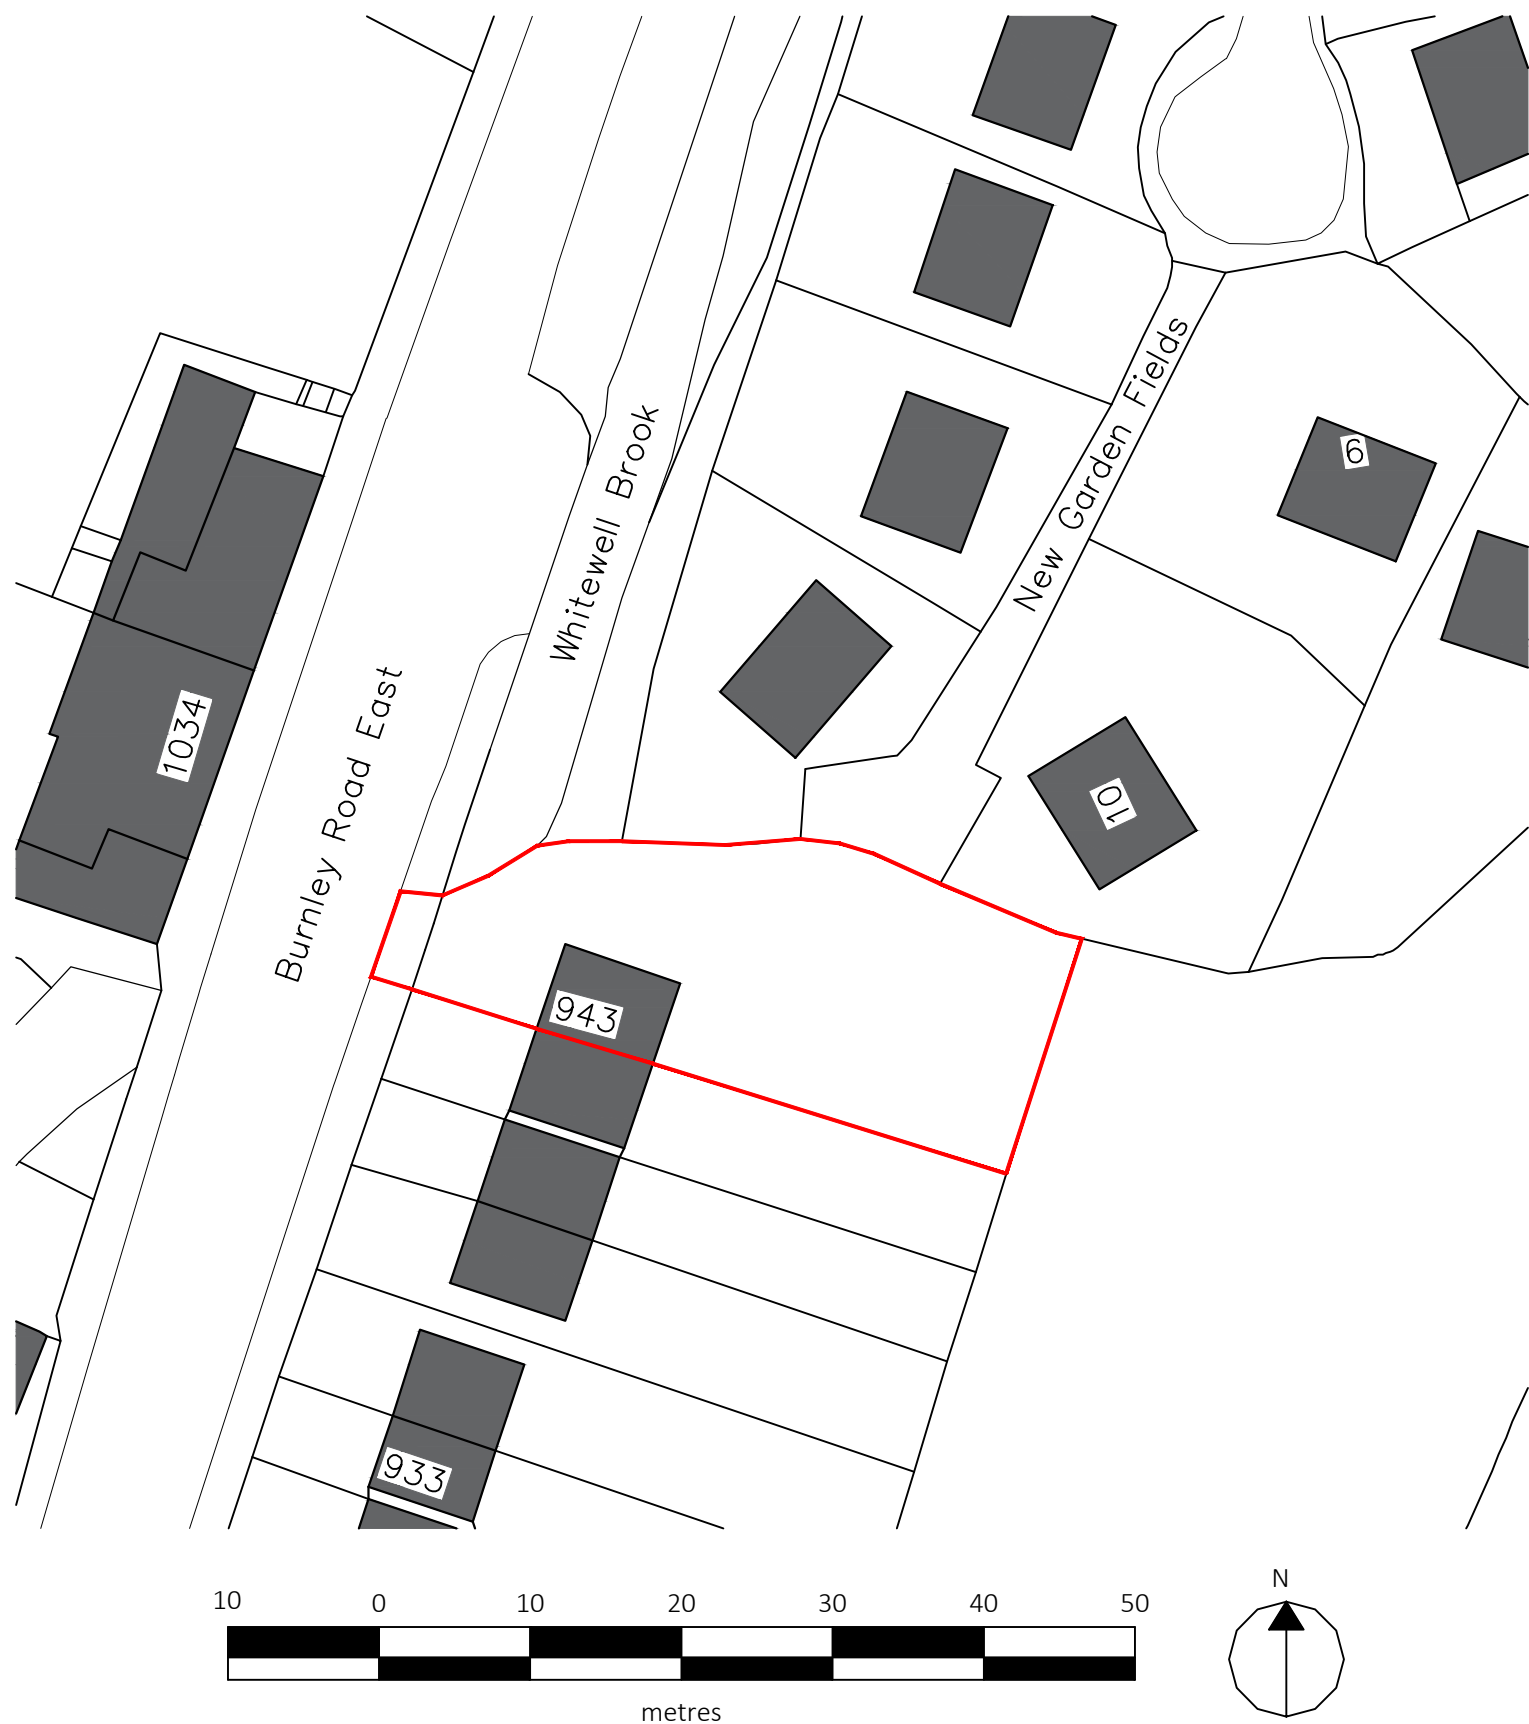 New Garden Fields
Whitewell Brook
6
1034
10
Burnley Road East
943
933
10 0 10 20 30 40 50
metres
N